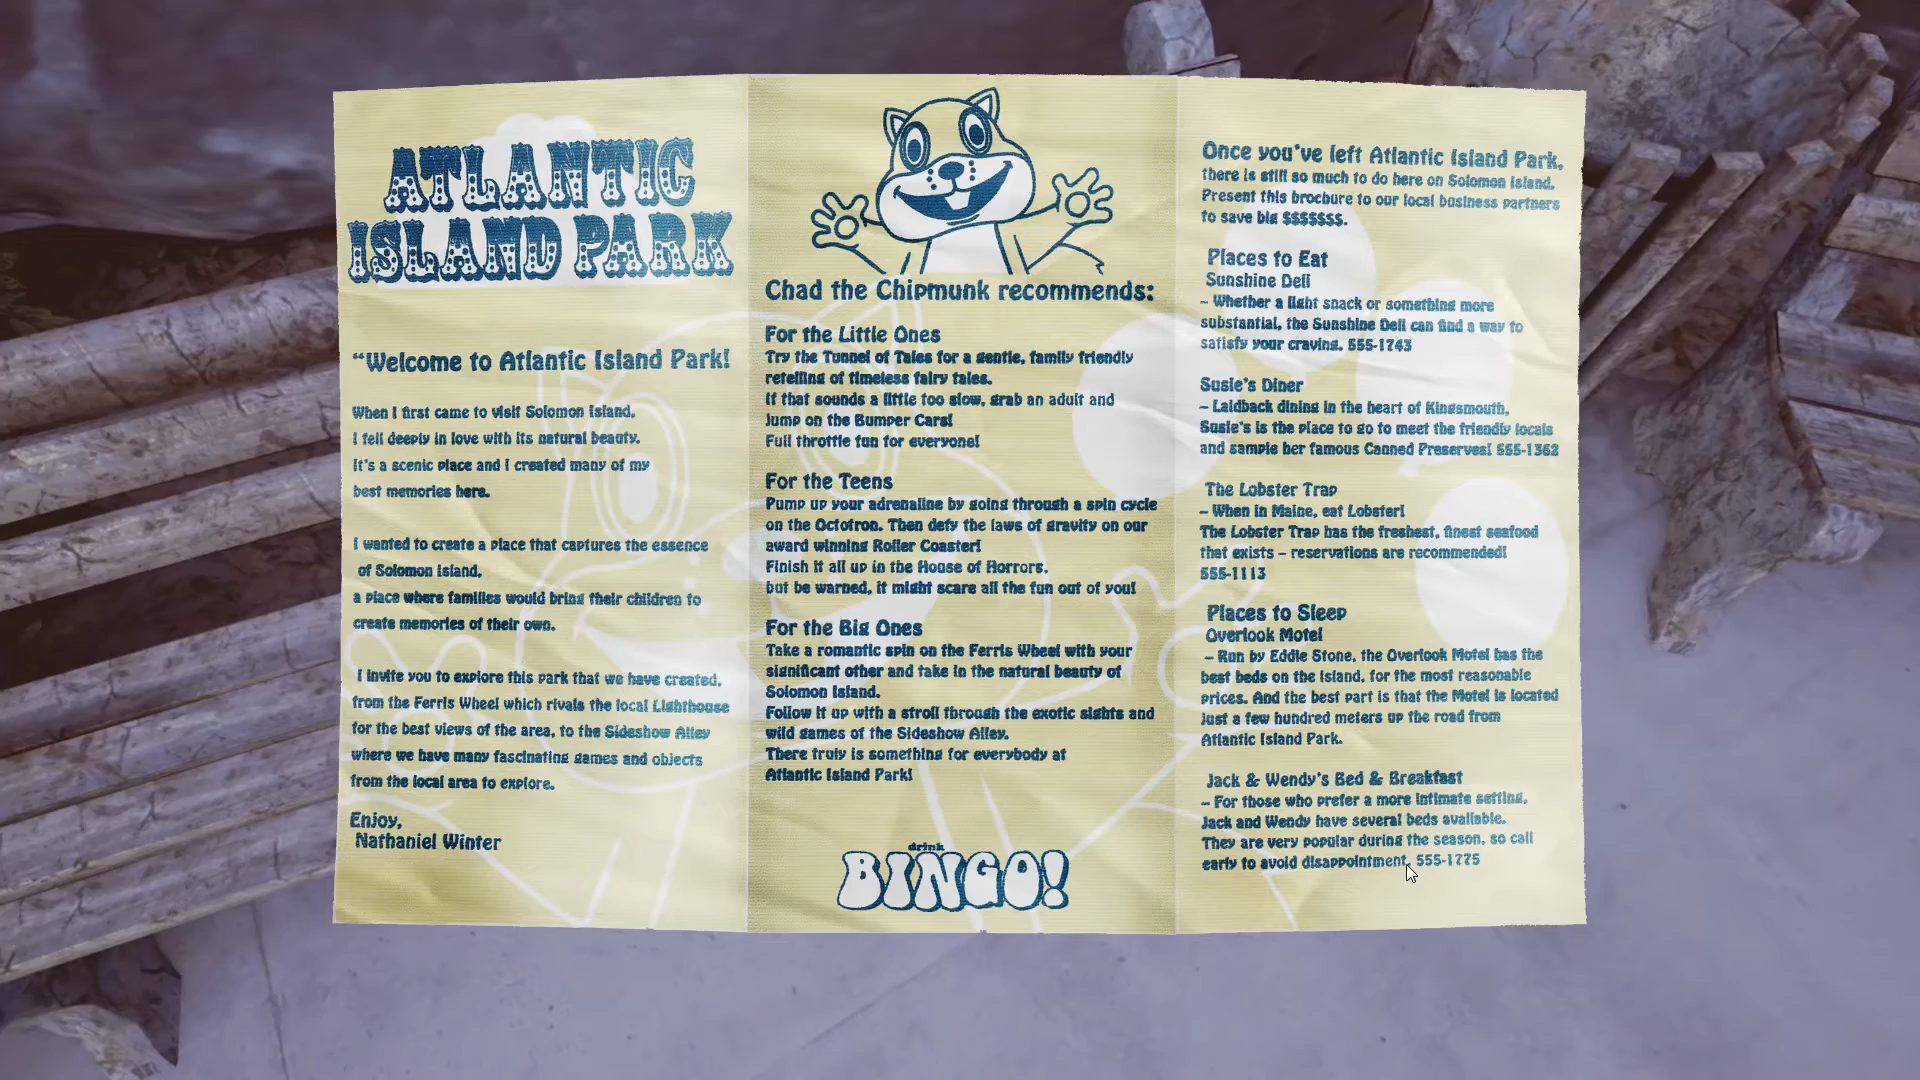 ATLANTIC
ISLAND PARK
“Welcome to Atlantic Island Park!
When I first came to visit Solomon Island,
I fell deeply in love with its natural beauty.
It's a scenic place and I created many of my
best memories here.
I wanted to create a place that captures the essence
of Solomon Island,
a place where families would bring their children to
create memories of their own.
I invite you to explore this park that we have created,
from the Ferris Wheel which rivals the local Lighthouse
for the best views of the area, to the Sideshow Alley
where we have many fascinating games and objects
from the local area to explore.
Enjoy,
Nathaniel Winter
Chad the Chipmunk recommends:
For the Little Ones
Try the Tunnel of Tales for a gentle, family friendly
retelling of timeless fairy tales.
If that sounds a little too slow, grab an adult and
jump on the Bumper Cars!
Full throttle fun for everyone!
For the Teens
Pump up your adrenaline by going through a spin cycle
on the Octotron. Then defy the laws of gravity on our
award winning Roller Coaster!
Finish it all up in the House of Horrors,
but be warned, it might scare all the fun out of you!
For the Big Ones
Take a romantic spin on the Ferris Wheel with your
significant other and take in the natural beauty of
Solomon Island.
Follow it up with a stroll through the exotic sights and
wild games of the Sideshow Alley.
There truly is something for everybody at
Atlantic Island Park!
drink
BINGO!
Once you've left Atlantic Island Park,
there is still so much to do here on Solomon Island.
Present this brochure to our local business partners
to save big $$$$$$$.
Places to Eat
Sunshine Deli
– Whether a light snack or something more
substantial, the Sunshine Deli can find a way to
satisfy your craving. 555-1743
Susie's Diner
– Laidback dining in the heart of Kingsmouth,
Susie's is the place to go to meet the friendly locals
and sample her famous Canned Preserves! 555-1362
The Lobster Trap
– When in Maine, eat Lobster!
The Lobster Trap has the freshest, finest seafood
that exists – reservations are recommended!
555-1113
Places to Sleep
Overlook Motel
– Run by Eddie Stone, the Overlook Motel has the
best beds on the island, for the most reasonable
prices. And the best part is that the Motel is located
just a few hundred meters up the road from
Atlantic Island Park.
Jack & Wendy's Bed & Breakfast
– For those who prefer a more intimate setting,
Jack and Wendy have several beds available.
They are very popular during the season, so call
early to avoid disappointment. 555-1775